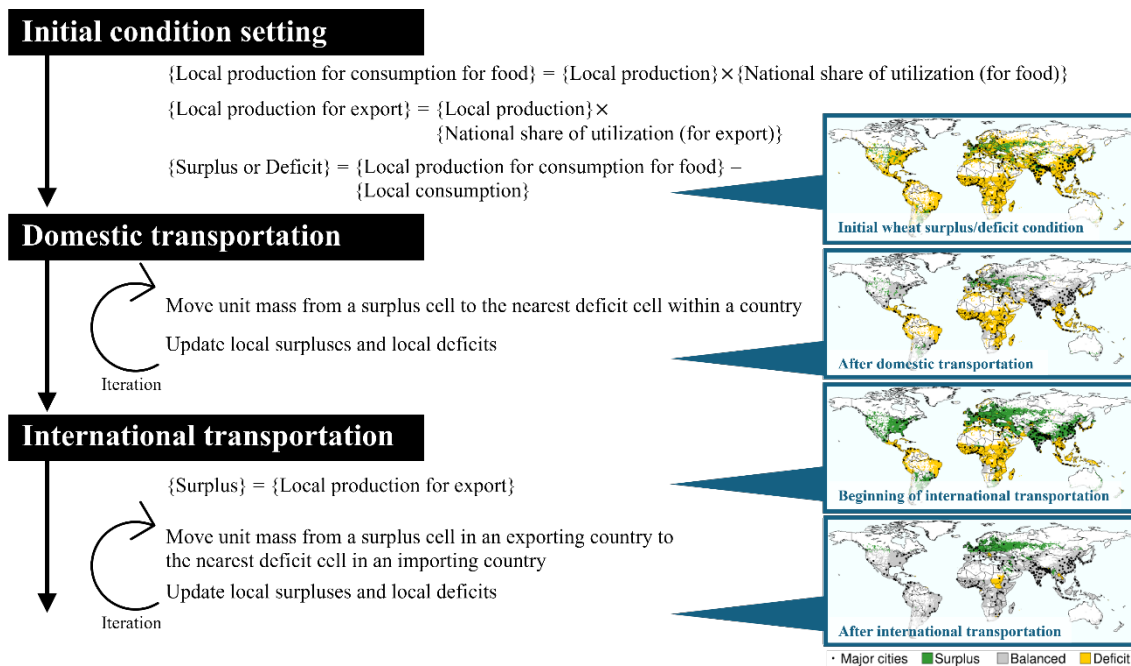 Initial condition setting
{Local production for consumption for food} = {Local production}×{National share of utilization (for food)}
{Local production for export} = {Local production}×
{National share of utilization (for export)}
{Surplus or Deficit} = {Local production for consumption for food} −
{Local consumption}
Initial wheat surplus/deficit condition
Domestic transportation
Move unit mass from a surplus cell to the nearest deficit cell within a country
Update local surpluses and local deficits
Iteration
After domestic transportation
International transportation
{Surplus} = {Local production for export}
Beginning of international transportation
Move unit mass from a surplus cell in an exporting country to
the nearest deficit cell in an importing country
Update local surpluses and local deficits
Iteration
After international transportation
• Major cities Surplus Balanced Deficit